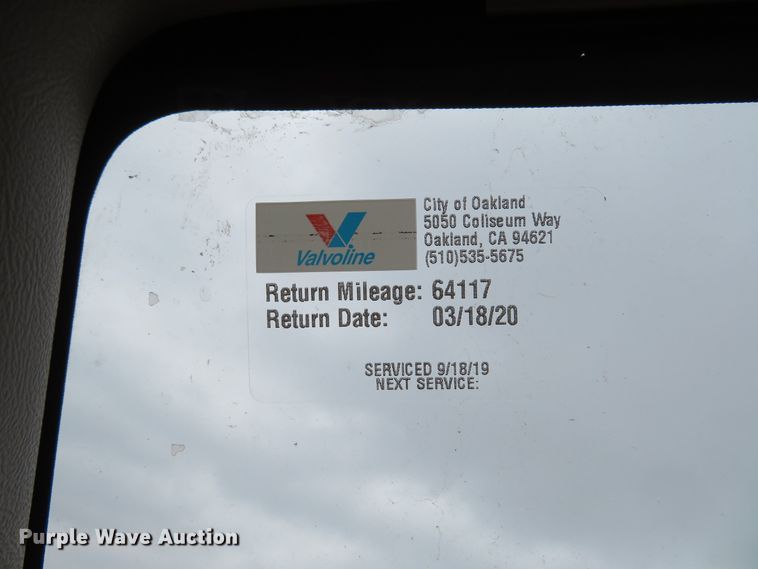 City of Oakland
5050 Coliseum Way
Oakland, CA 94621
(510)535-5675
Valvoline
Return Mileage: 64117
Return Date: 03/18/20
SERVICED 9/18/19
NEXT SERVICE:
Purple Wave Auction